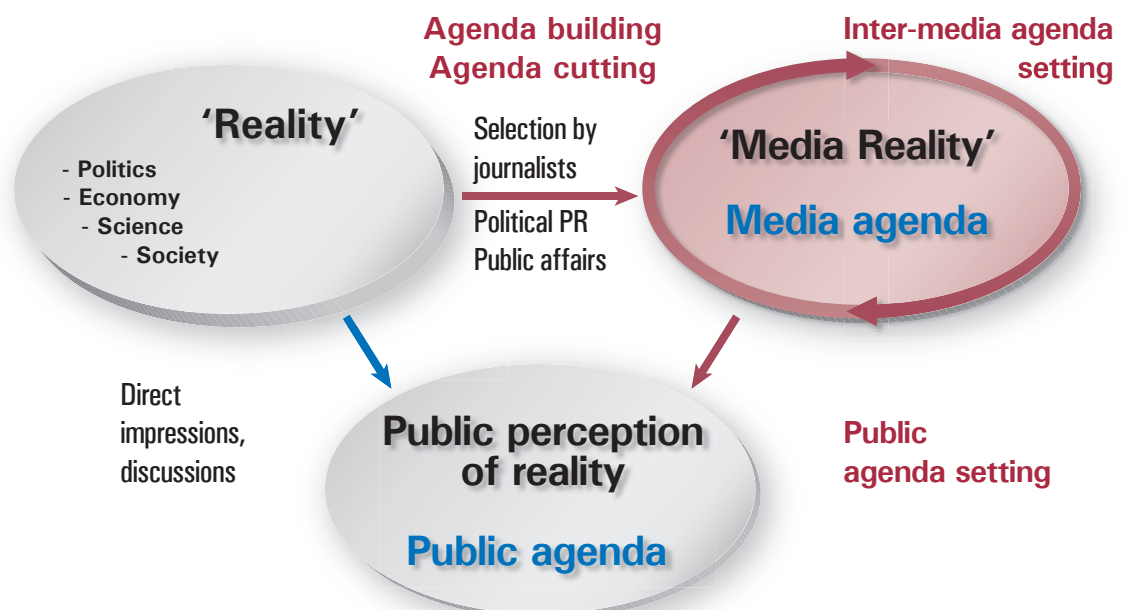 Agenda building
Agenda cutting
Inter-media agenda
setting
‘Reality’
- Politics
- Economy
- Science
- Society
Selection by
journalists
Political PR
Public affairs
‘Media Reality’
Media agenda
Direct
impressions,
discussions
Public perception
of reality
Public agenda
Public
agenda setting